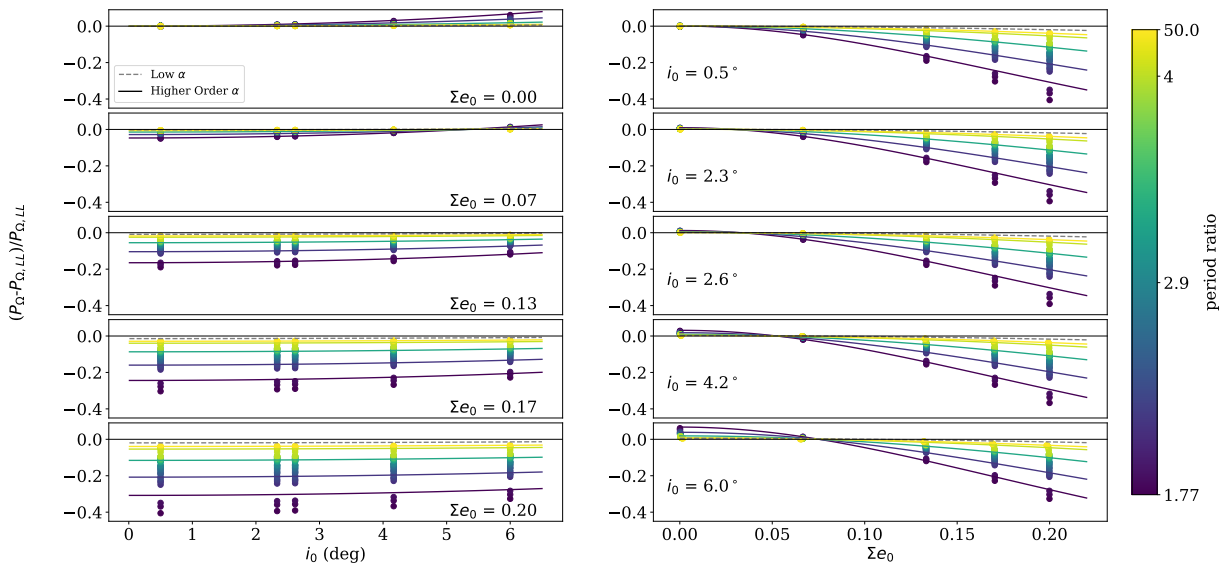 0.0
−0.2
−0.4
Low α
Higher Order α
Σe₀ = 0.00
0.0
−0.2
−0.4
Σe₀ = 0.07
0.0
−0.2
−0.4
Σe₀ = 0.13
0.0
−0.2
−0.4
Σe₀ = 0.17
0.0
−0.2
−0.4
Σe₀ = 0.20
0 1 2 3 4 5 6
i₀ (deg)
(P_Ω-P_Ω, LL)/P_Ω, LL
0.0
−0.2
−0.4
i₀ = 0.5°
0.0
−0.2
−0.4
i₀ = 2.3°
0.0
−0.2
−0.4
i₀ = 2.6°
0.0
−0.2
−0.4
i₀ = 4.2°
0.0
−0.2
−0.4
i₀ = 6.0°
0.00 0.05 0.10 0.15 0.20
Σe₀
50.0
4
2.9
1.77
period ratio